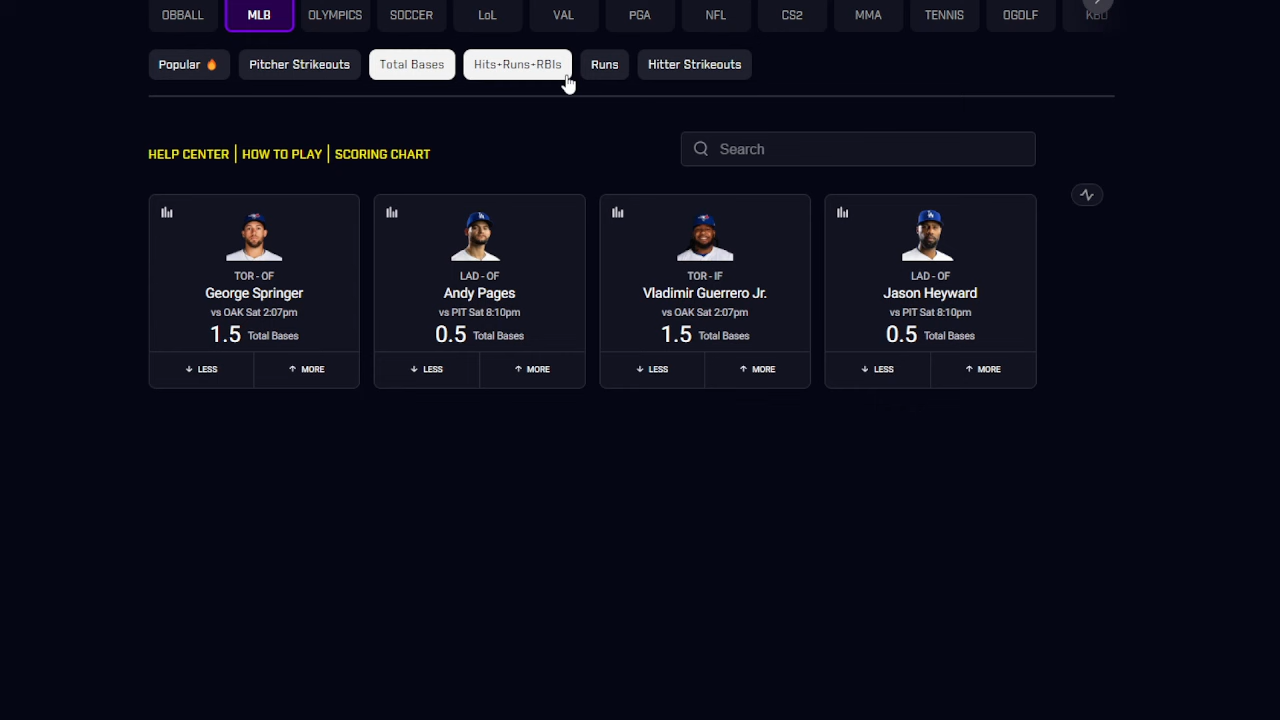 OBBALL MLB OLYMPICS SOCCER LoL VAL PGA NFL CS2 MMA TENNIS OGOLF KBO
Popular Pitcher Strikeouts Total Bases Hits+Runs+RBIs Runs Hitter Strikeouts
HELP CENTER | HOW TO PLAY | SCORING CHART
Search
TOR - OF
George Springer
vs OAK Sat 2:07pm
1.5 Total Bases
LESS MORE
LAD - OF
Andy Pages
vs PIT Sat 8:10pm
0.5 Total Bases
LESS MORE
TOR - IF
Vladimir Guerrero Jr.
vs OAK Sat 2:07pm
1.5 Total Bases
LESS MORE
LAD - OF
Jason Heyward
vs PIT Sat 8:10pm
0.5 Total Bases
LESS MORE